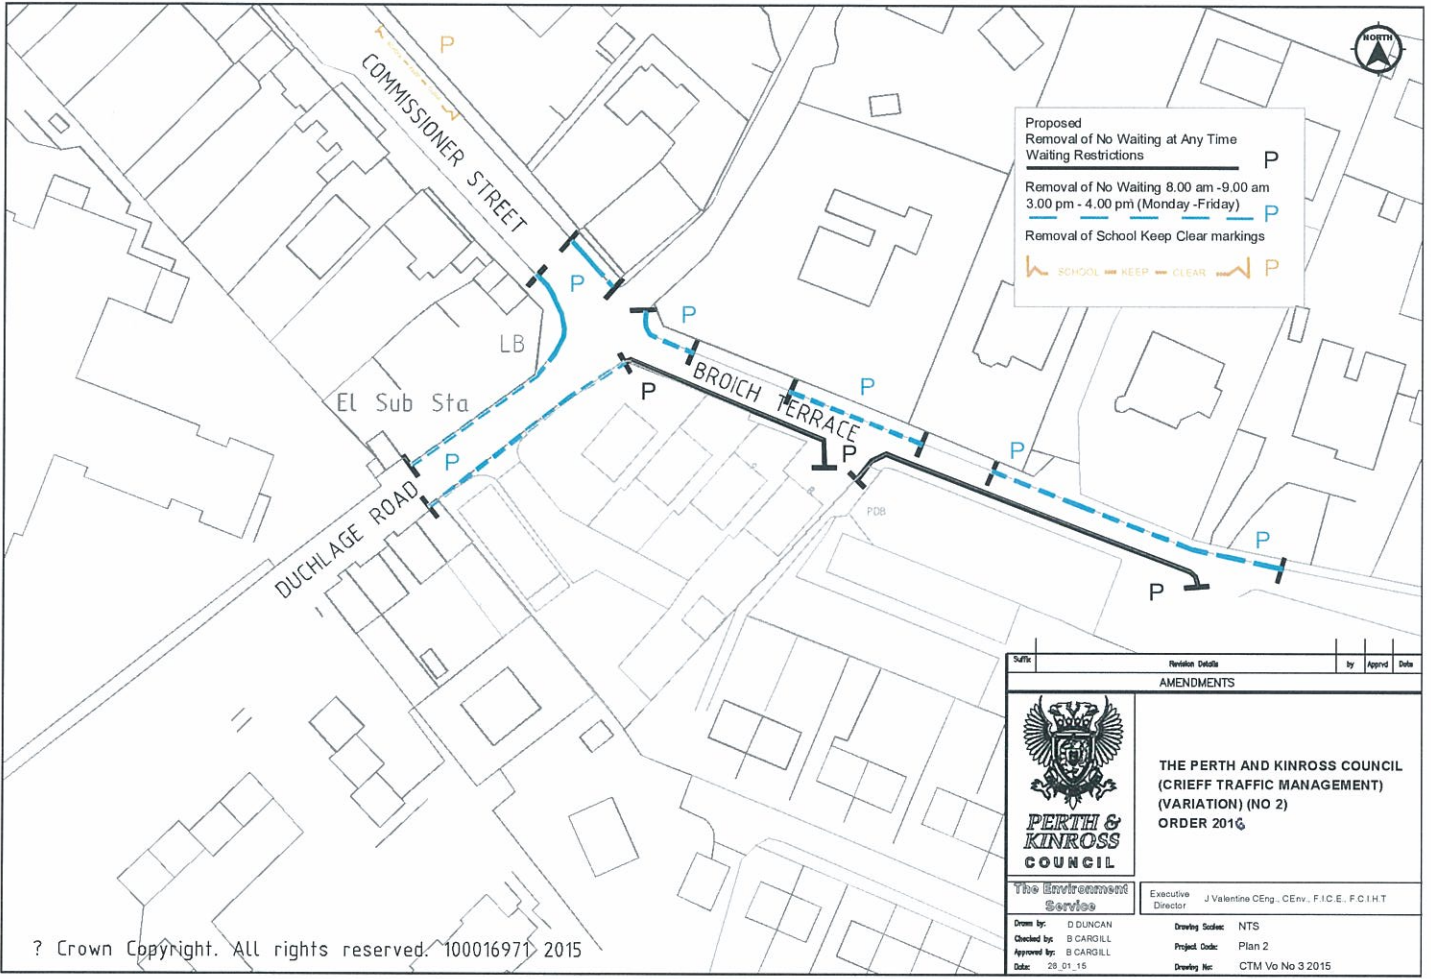 P
COMMISSIONER STREET
NORTH
Proposed
Removal of No Waiting at Any Time
Waiting Restrictions
P
Removal of No Waiting 8.00 am -9.00 am
3.00 pm - 4.00 pm (Monday -Friday)
P
Removal of School Keep Clear markings
SCHOOL KEEP CLEAR
P
P
P
LB
BROICH TERRACE
P
P
El Sub Sta
P
P
P
P
DUCHLAGE ROAD
PDB
P
P
Suffix
Revision Details
by
Apprvd
Date
AMENDMENTS
PERTH &
KINROSS
COUNCIL
THE PERTH AND KINROSS COUNCIL
(CRIEFF TRAFFIC MANAGEMENT)
(VARIATION) (NO 2)
ORDER 2016
The Environment
Service
Executive
Director
J Valentine CEng., CEnv., F.I.C.E., F.C.I.H.T
Drawn by: D DUNCAN
Checked by: B CARGILL
Approved by: B CARGILL
Date: 28_01_15
Drawing Scales: NTS
Project Code: Plan 2
Drawing No: CTM Vo No 3 2015
? Crown Copyright. All rights reserved. 100016971 2015